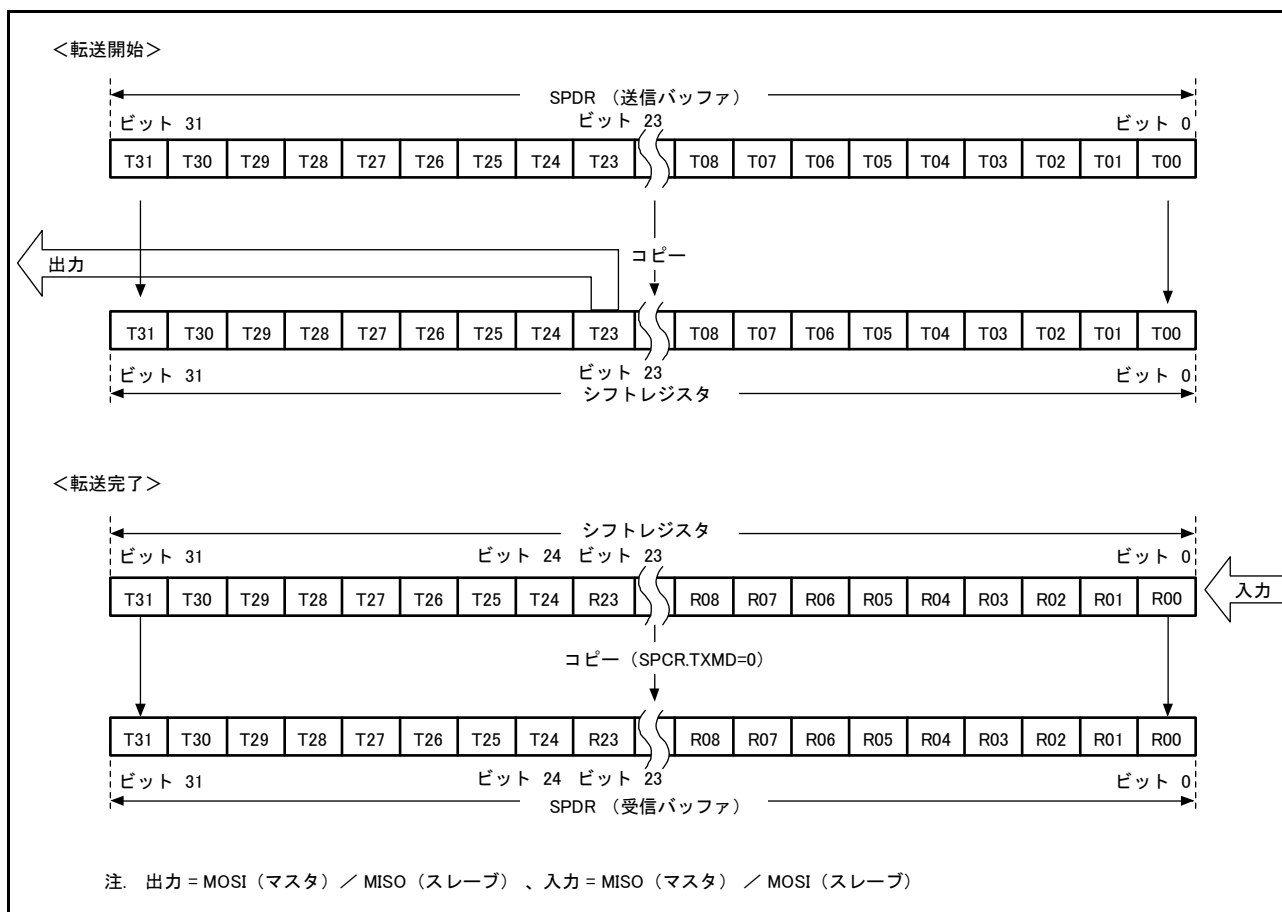 ＜転送開始＞
SPDR （送信バッファ）
ビット 31 ビット 23 ビット 0
T31 T30 T29 T28 T27 T26 T25 T24 T23 T08 T07 T06 T05 T04 T03 T02 T01 T00
コピー
出力
T31 T30 T29 T28 T27 T26 T25 T24 T23 T08 T07 T06 T05 T04 T03 T02 T01 T00
ビット 31 ビット 23 ビット 0
シフトレジスタ
＜転送完了＞
シフトレジスタ
ビット 31 ビット 24 ビット 23 ビット 0
T31 T30 T29 T28 T27 T26 T25 T24 R23 R08 R07 R06 R05 R04 R03 R02 R01 R00
入力
コピー（SPCR.TXMD=0）
T31 T30 T29 T28 T27 T26 T25 T24 R23 R08 R07 R06 R05 R04 R03 R02 R01 R00
ビット 31 ビット 24 ビット 23 ビット 0
SPDR （受信バッファ）
注. 出力 = MOSI（マスタ）／ MISO（スレーブ） 、入力 = MISO（マスタ） ／ MOSI（スレーブ）